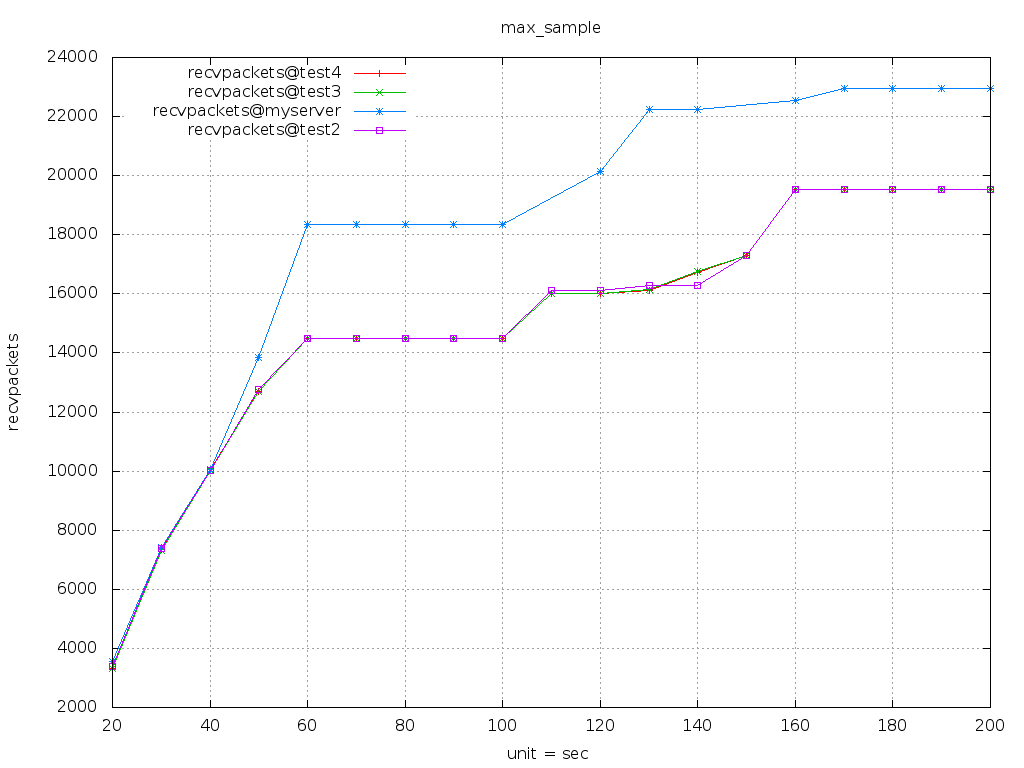 max_sample
24000
22000
20000
18000
16000
14000
12000
10000
8000
6000
4000
2000
recvpackets
recvpackets@test4
recvpackets@test3
recvpackets@myserver
recvpackets@test2
20 40 60 80 100 120 140 160 180 200
unit = sec